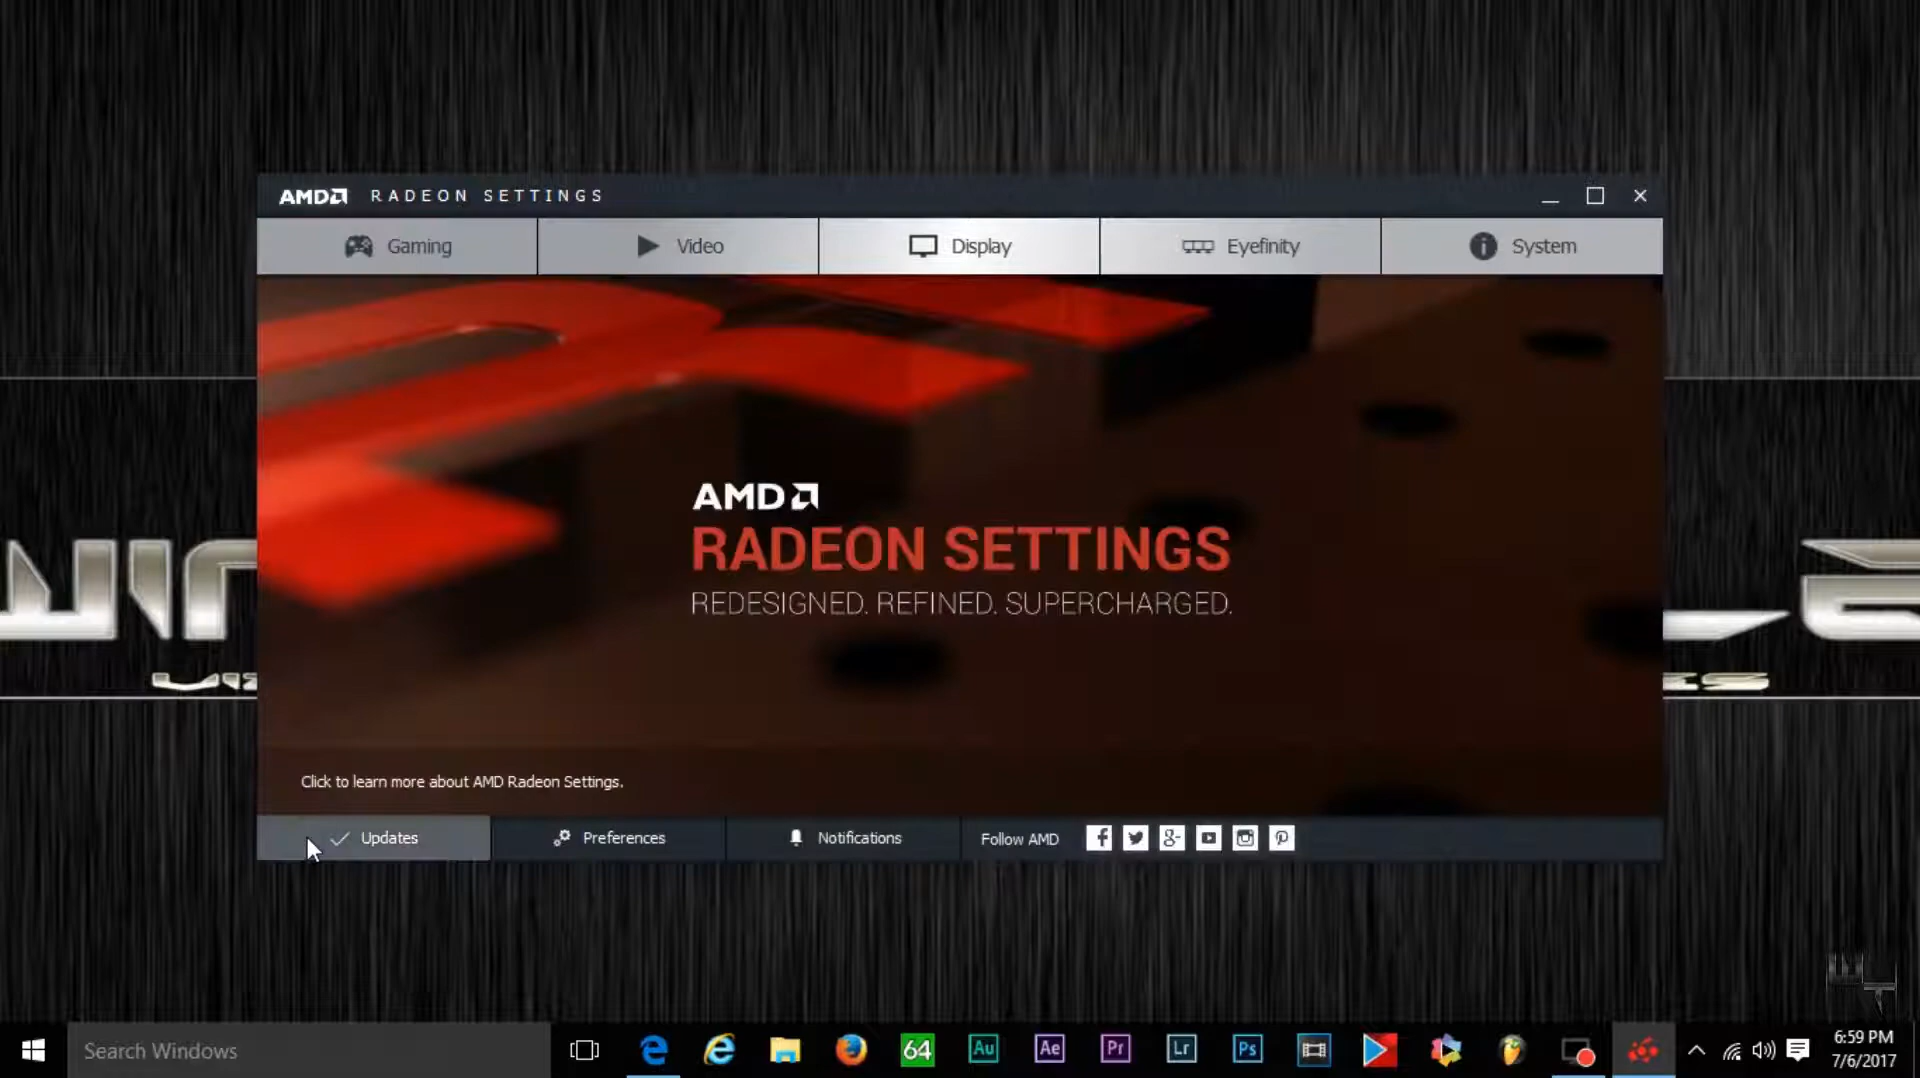 AMD RADEON SETTINGS
Gaming
Video
Display
Eyefinity
System
AMD
RADEON SETTINGS
REDESIGNED. REFINED. SUPERCHARGED.
Click to learn more about AMD Radeon Settings.
Updates
Preferences
Notifications
Follow AMD
Search Windows
64
Au
Ae
Pr
Lr
Ps
6:59 PM
7/6/2017